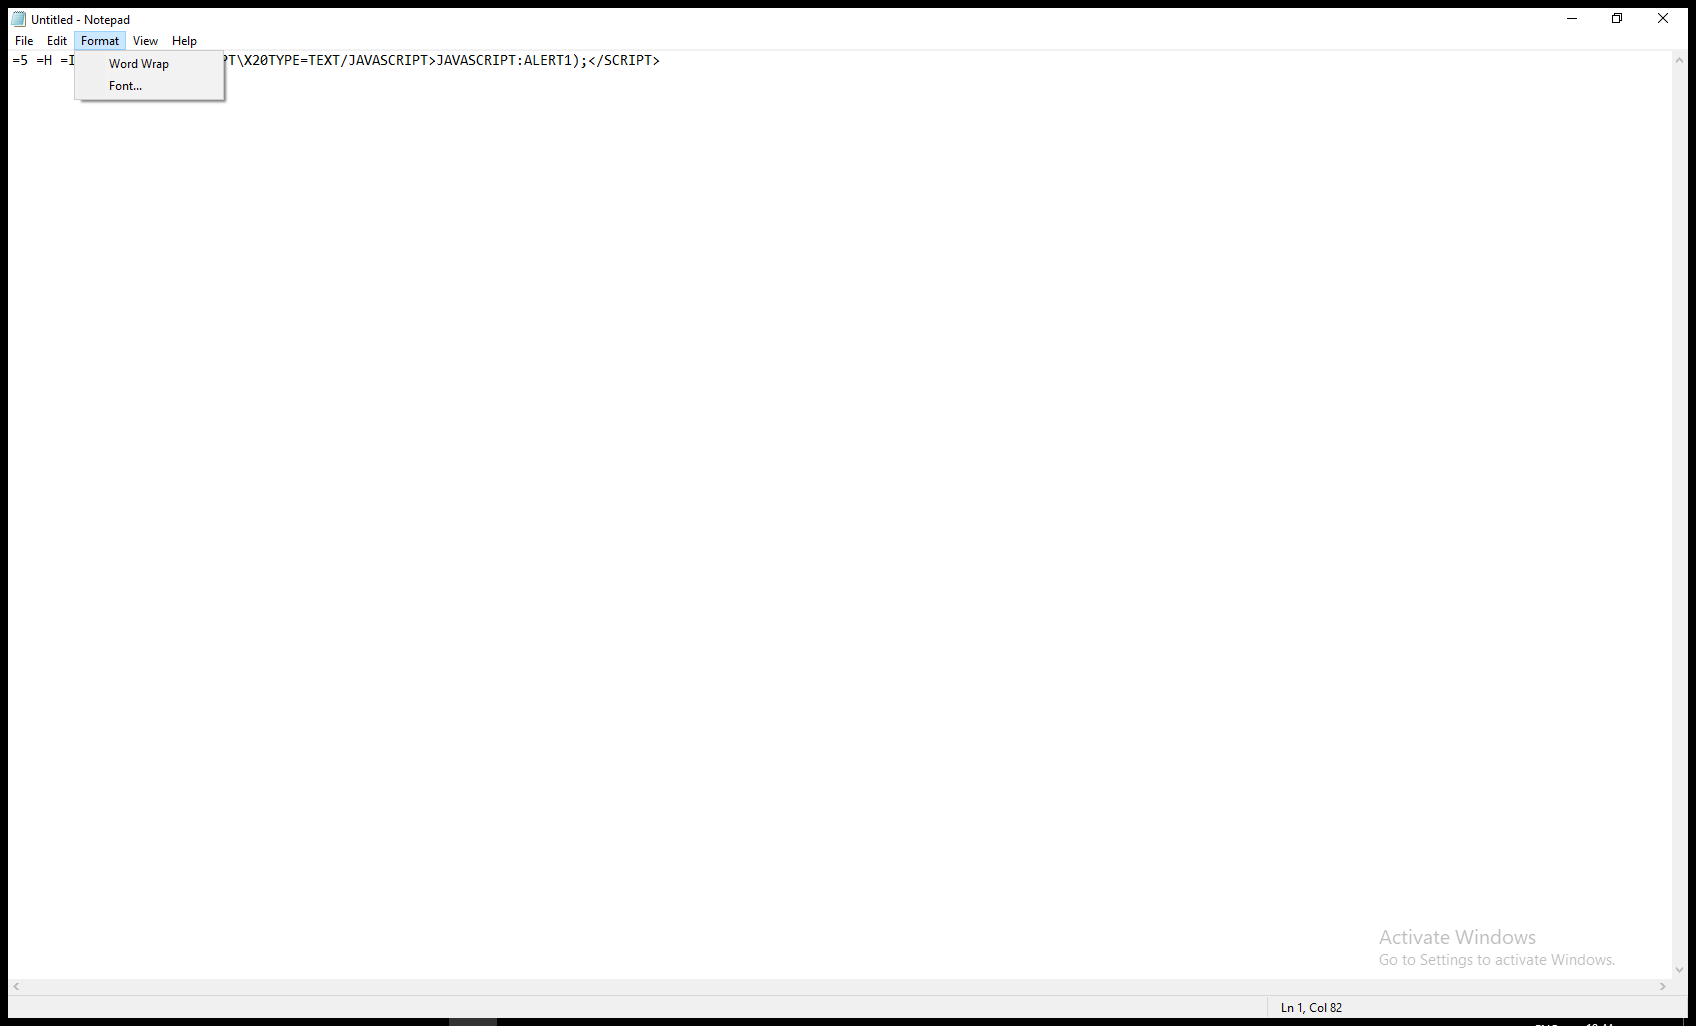 Untitled - Notepad
File Edit Format View Help
=5 =H =I PT\X20TYPE=TEXT/JAVASCRIPT>JAVASCRIPT:ALERT1);</SCRIPT>
Word Wrap
Font...
Activate Windows
Go to Settings to activate Windows.
Ln 1, Col 82